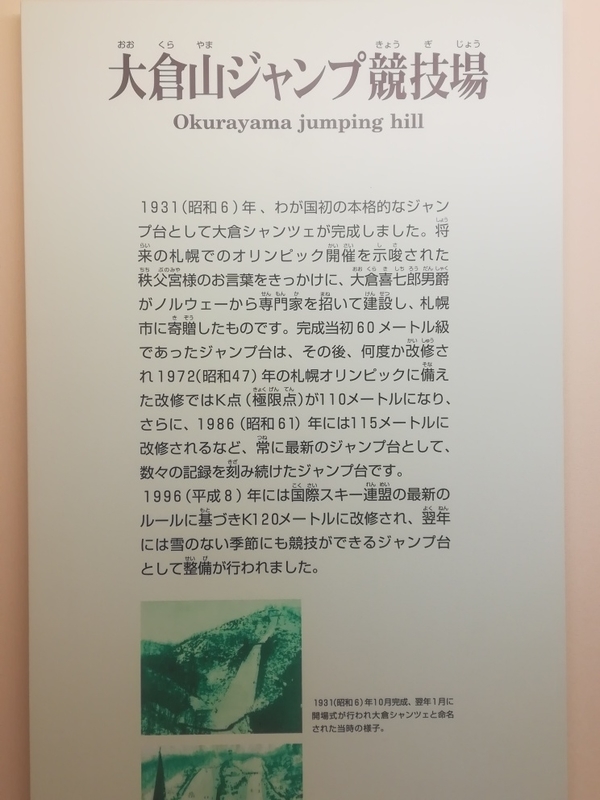 大倉山ジャンプ競技場
Okurayama jumping hill
1931(昭和6)年、わが国初の本格的なジャン
プ台として大倉シャンツェが完成しました。将
来の札幌でのオリンピック開催を示唆された
秩父宮様のお言葉をきっかけに、大倉喜七郎男爵
がノルウェーから専門家を招いて建設し、札幌
市に寄贈したものです。完成当初60メートル級
であったジャンプ台は、その後、何度か改修さ
れ1972(昭和47)年の札幌オリンピックに備え
た改修ではK点(極限点)が110メートルになり、
さらに、1986(昭和61)年には115メートルに
改修されるなど、常に最新のジャンプ台として、
数々の記録を刻み続けたジャンプ台です。
1996(平成8)年には国際スキー連盟の最新の
ルールに基づきK120メートルに改修され、翌年
には雪のない季節にも競技ができるジャンプ台
として整備が行われました。
1931(昭和6)年10月完成、翌年1月に
開場式が行われ大倉シャンツェと命名
された当時の様子。